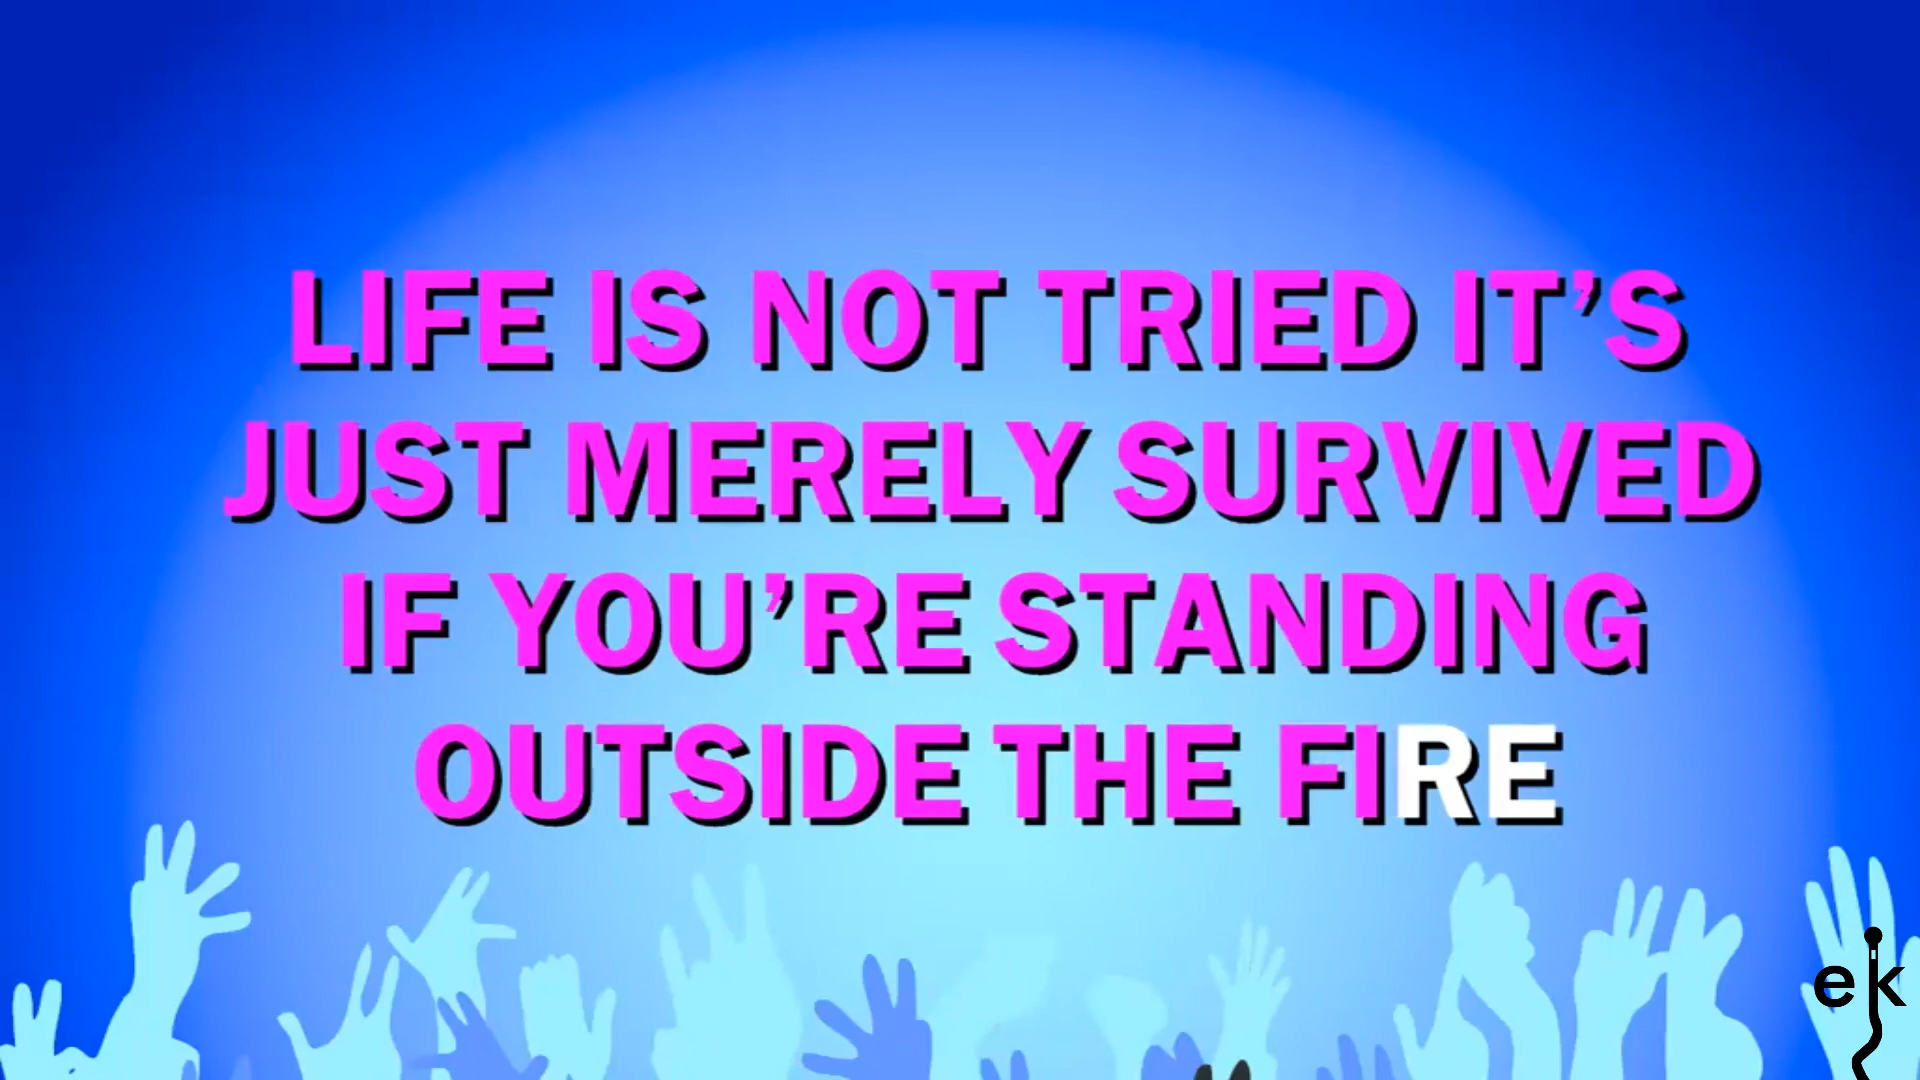 LIFE IS NOT TRIED IT’S
JUST MERELY SURVIVED
IF YOU’RE STANDING
OUTSIDE THE FIRE
ek